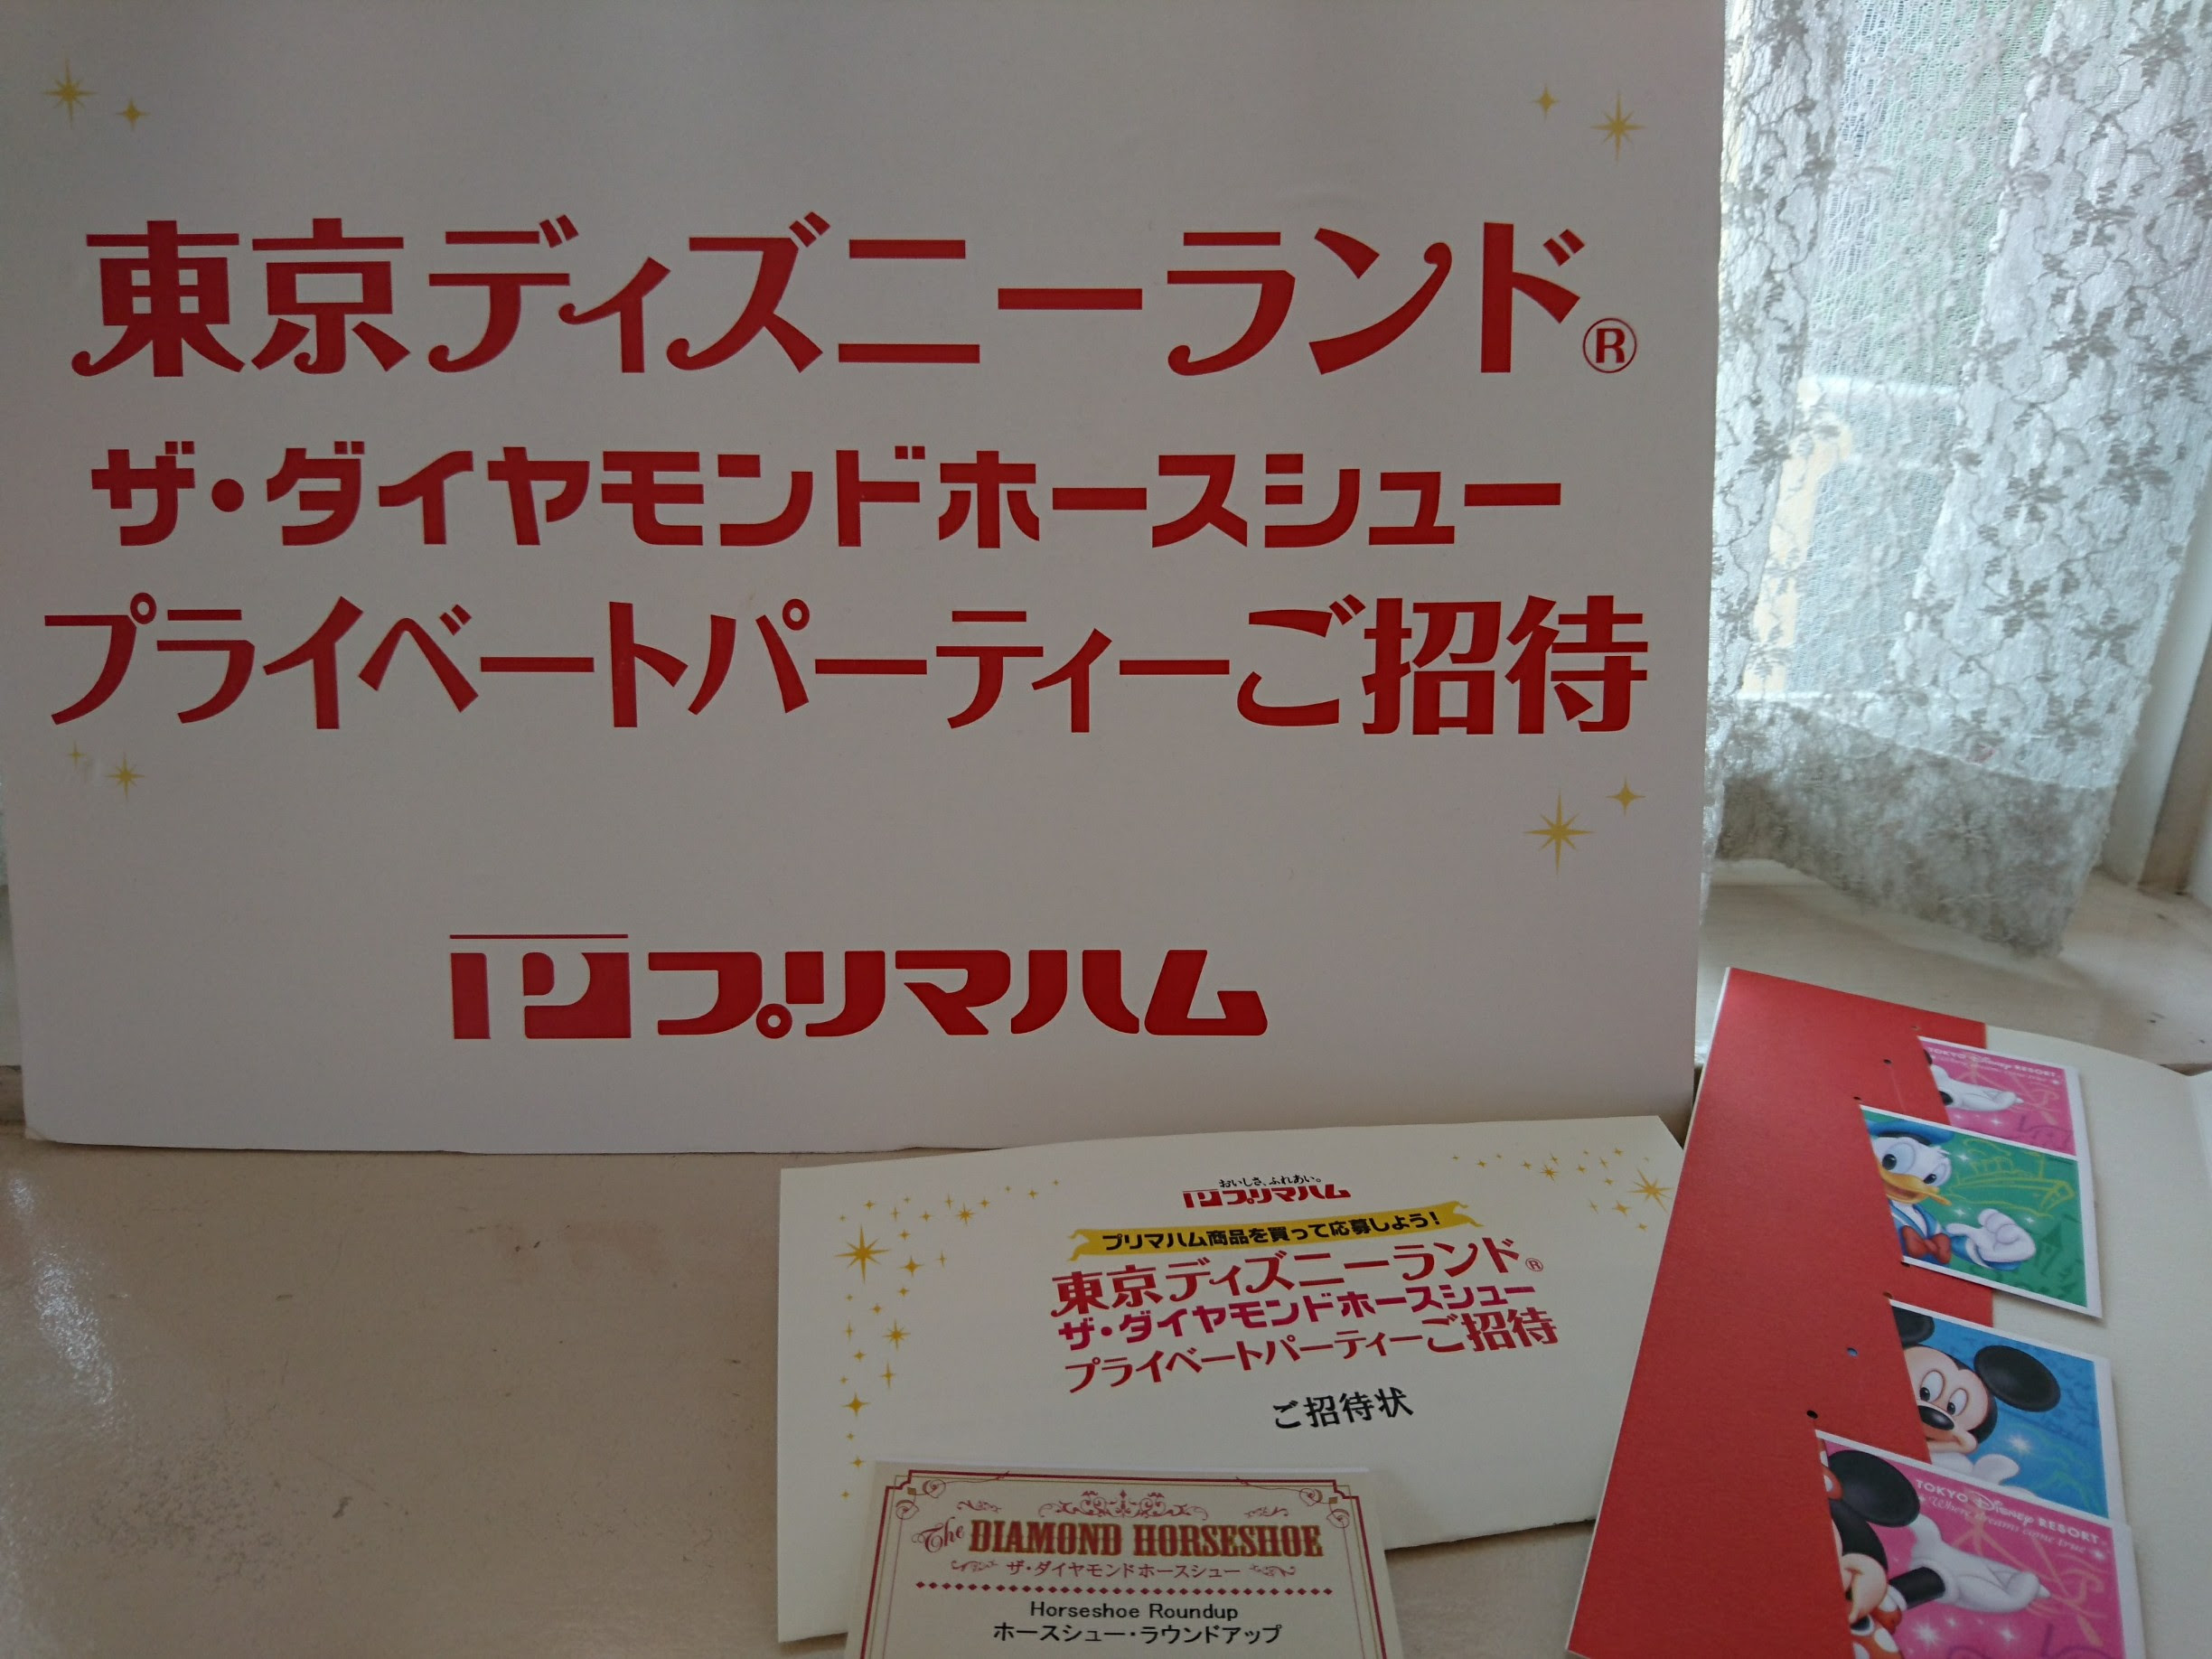 東京ディズニーランド®
ザ・ダイヤモンドホースシュー
プライベートパーティーご招待
プリマハム
おいしさ、ふれあい。
プリマハム
プリマハム商品を買って応募しよう!
東京ディズニーランド®
ザ・ダイヤモンドホースシュー
プライベートパーティーご招待
ご招待状
The DIAMOND HORSESHOE
ザ・ダイヤモンドホースシュー
Horseshoe Roundup
ホースシュー・ラウンドアップ
TOKYO Disney RESORT
TOKYO Disney RESORT
Where dreams come true